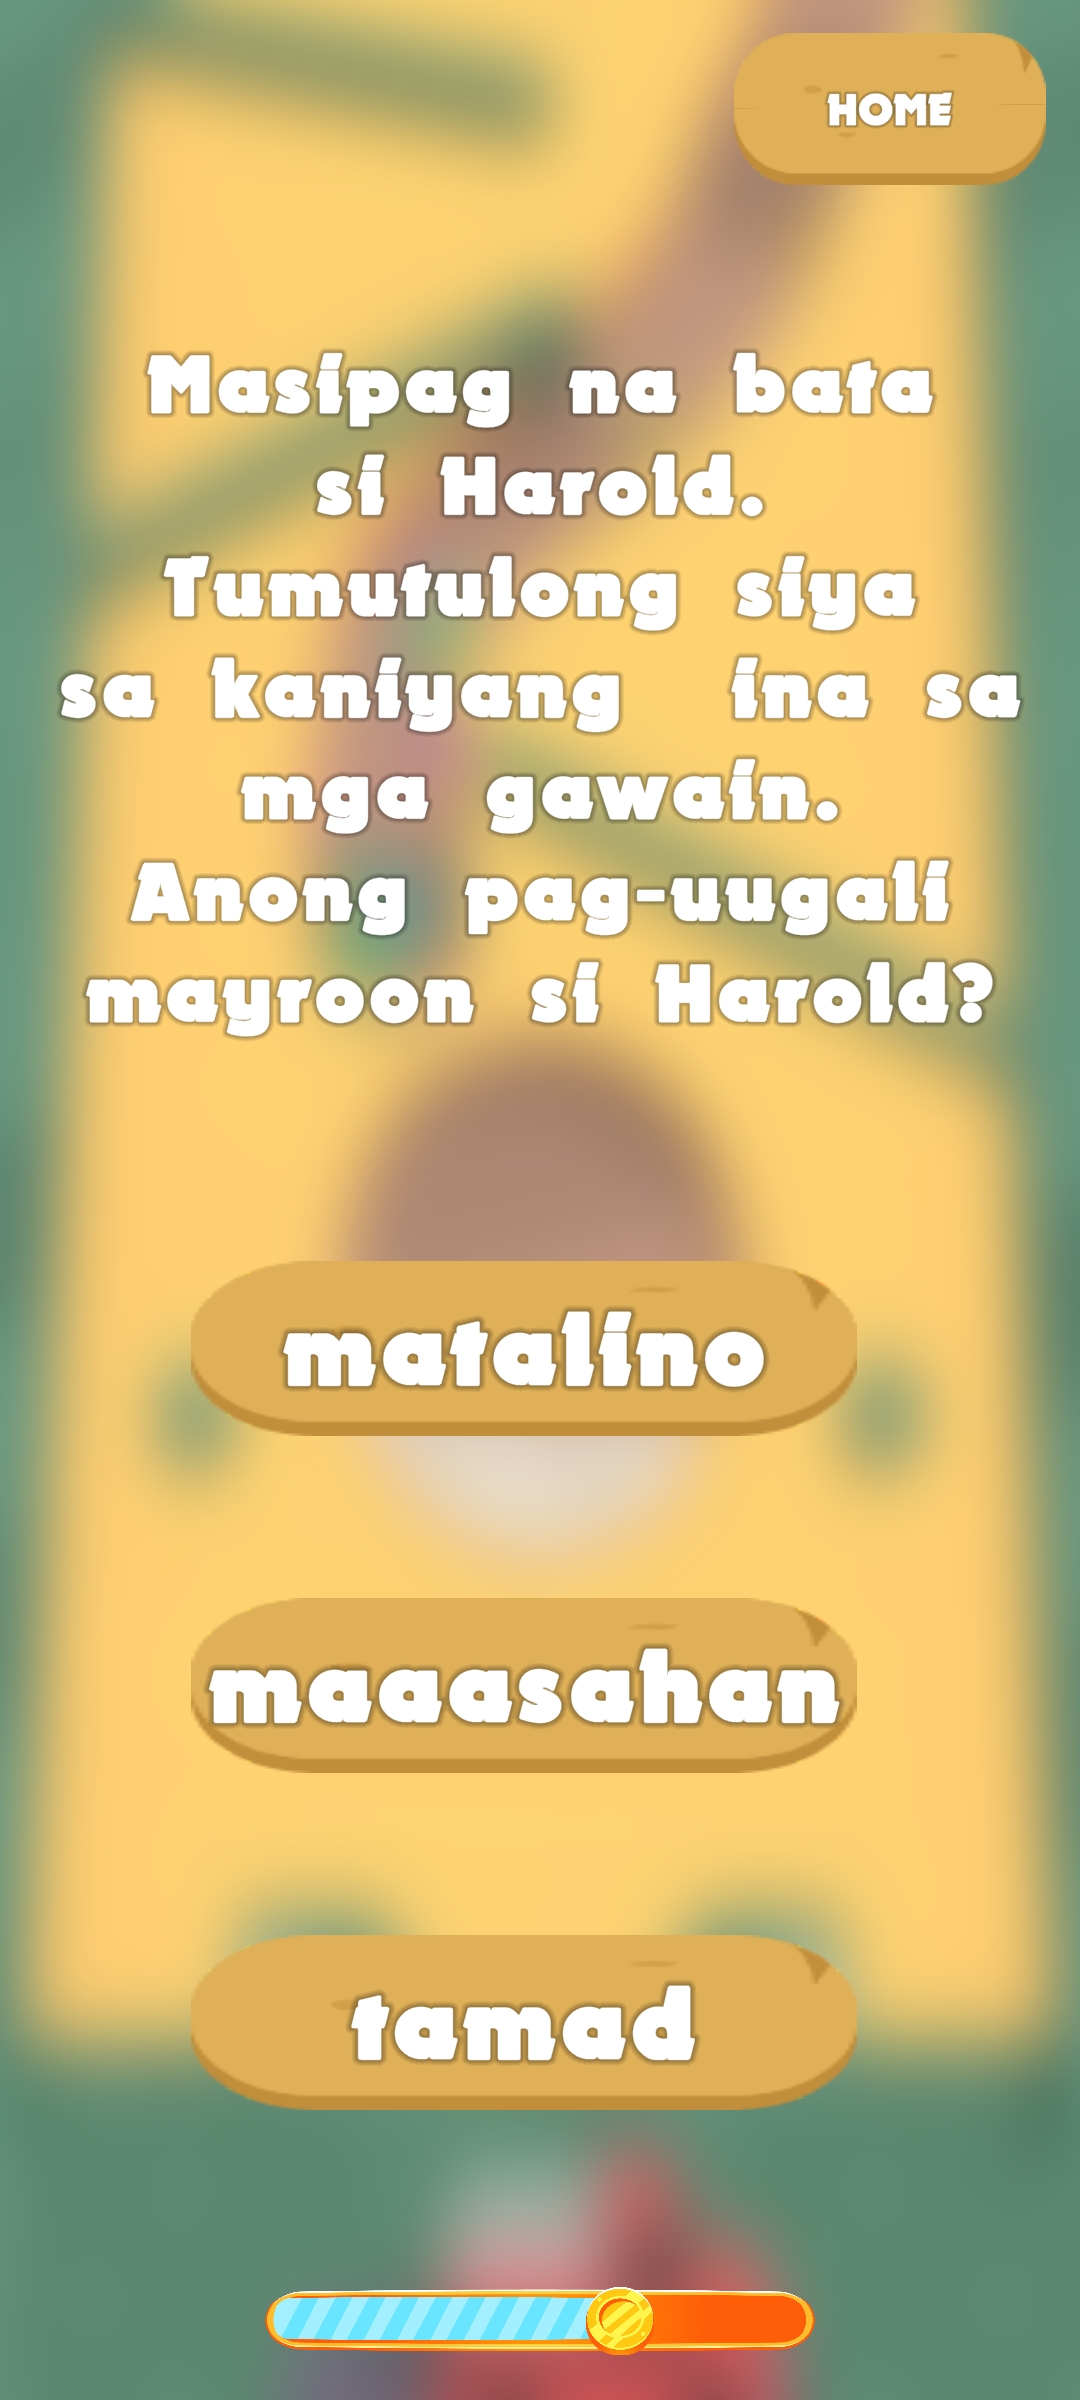 HOME
Masipag na bata
si Harold.
Tumutulong siya
sa kaniyang ina sa
mga gawain.
Anong pag-uugali
mayroon si Harold?
matalino
maaasahan
tamad